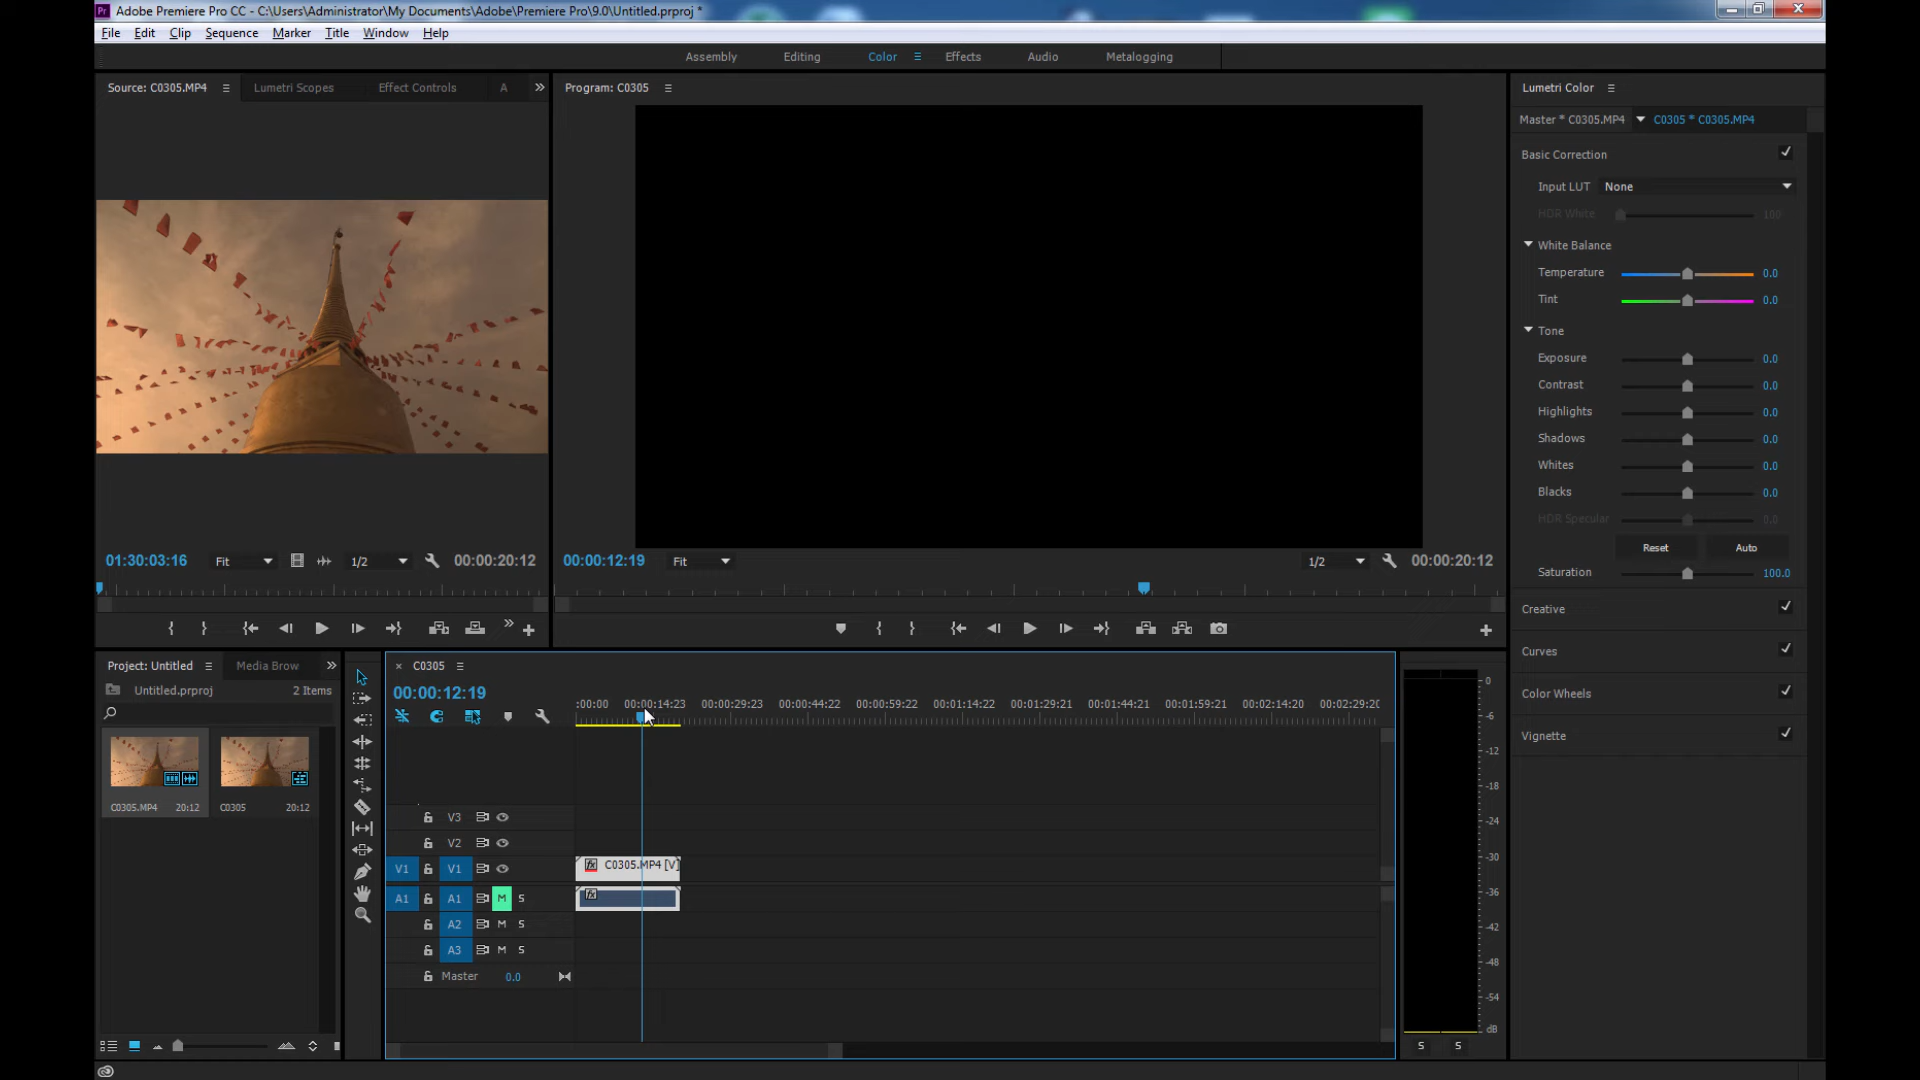 Pr Adobe Premiere Pro CC - C:\Users\Administrator\My Documents\Adobe\Premiere Pro\9.0\Untitled.prproj *
File Edit Clip Sequence Marker Title Window Help
Assembly Editing Color Effects Audio Metalogging
Source: C0305.MP4 Lumetri Scopes Effect Controls A
Program: C0305
Lumetri Color
Master * C0305.MP4 C0305 * C0305.MP4
Basic Correction
Input LUT None
HDR White 100
White Balance
Temperature 0.0
Tint 0.0
Tone
Exposure 0.0
Contrast 0.0
Highlights 0.0
Shadows 0.0
Whites 0.0
Blacks 0.0
HDR Specular 0.0
Reset Auto
Saturation 100.0
Creative
Curves
Color Wheels
Vignette
01:30:03:16 Fit 1/2 00:00:20:12
00:00:12:19 Fit 1/2 00:00:20:12
Project: Untitled Media Brow
Untitled.prproj 2 Items
C0305.MP4 20:12 C0305 20:12
C0305
00:00:12:19
:00:00 00:00:14:23 00:00:29:23 00:00:44:22 00:00:59:22 00:01:14:22 00:01:29:21 00:01:44:21 00:01:59:21 00:02:14:20 00:02:29:20
V3
V2
V1 V1 fx C0305.MP4 [V]
A1 A1 M S fx
A2 M S
A3 M S
Master 0.0
0
-6
-12
-18
-24
-30
-36
-42
-48
-54
dB
S S